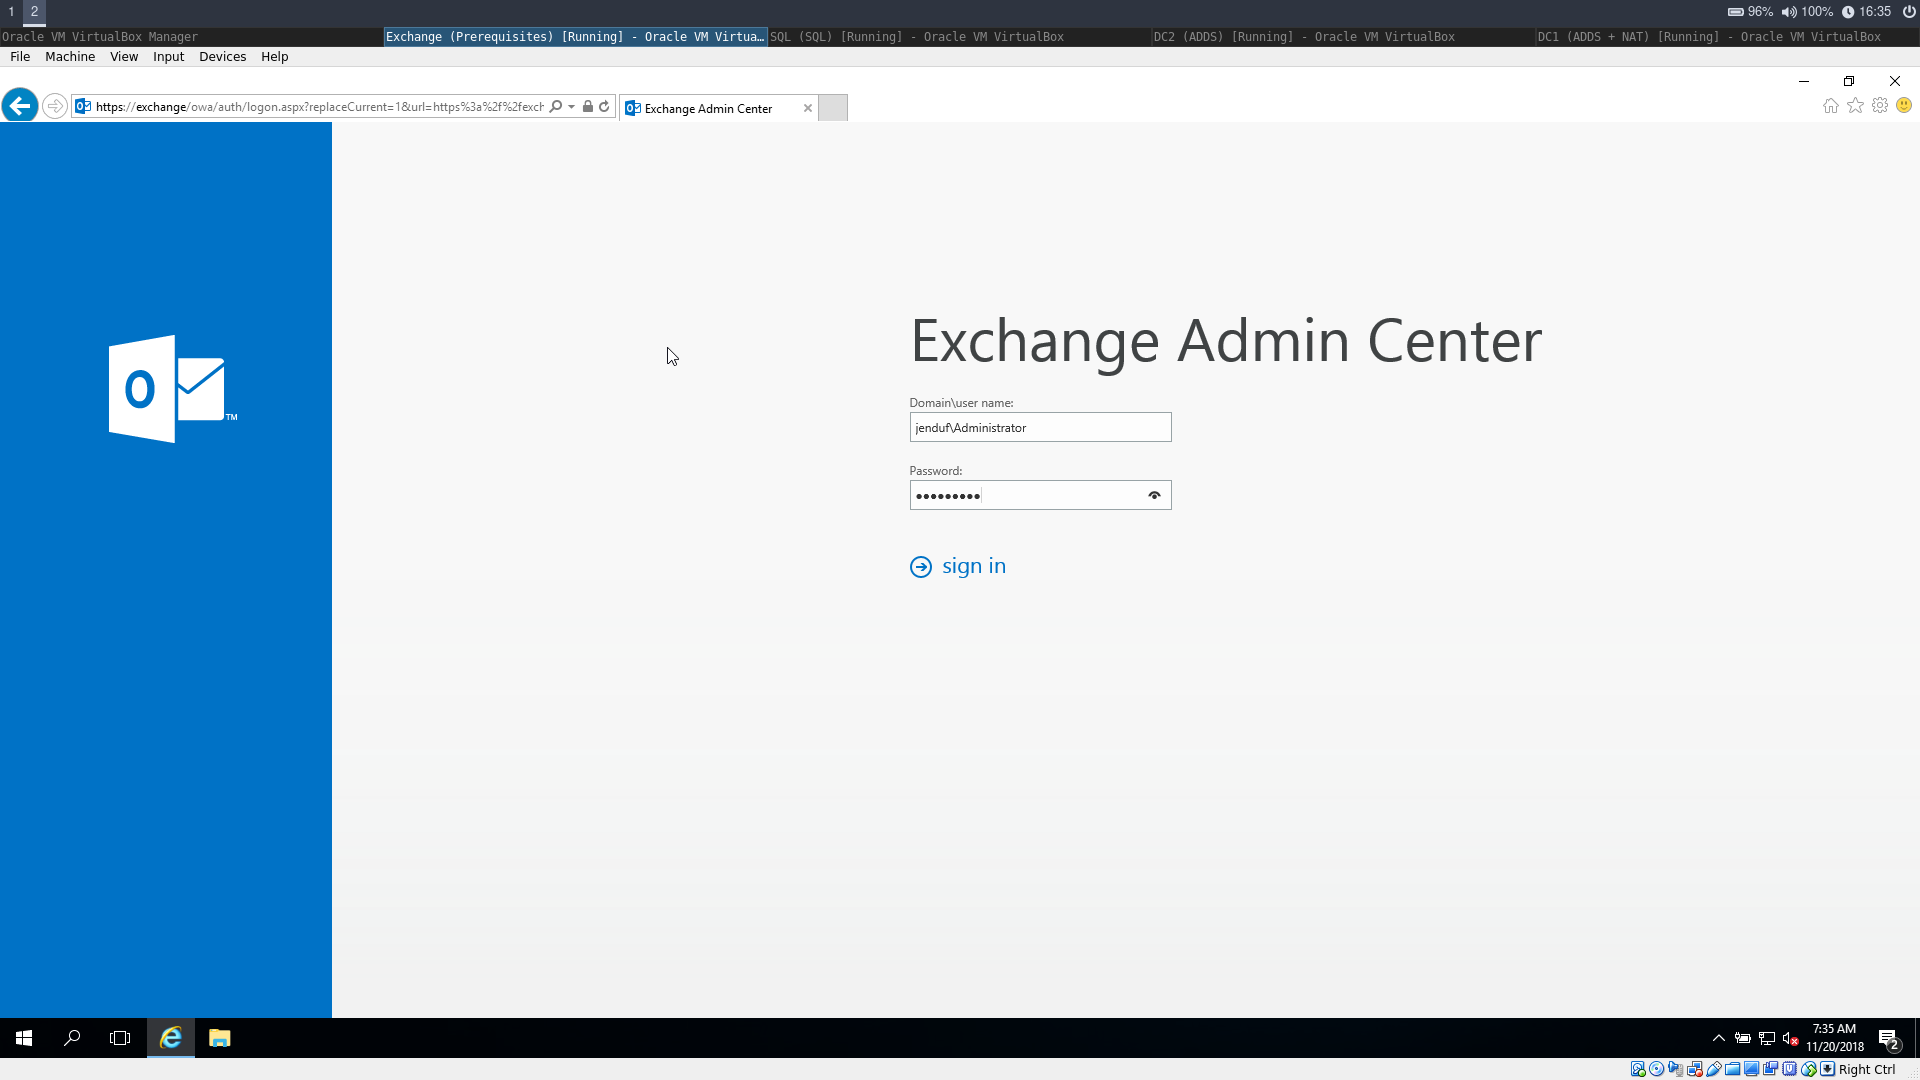 1 2 96% 100% 16:35
Oracle VM VirtualBox Manager Exchange (Prerequisites) [Running] - Oracle VM Virtua… SQL (SQL) [Running] - Oracle VM VirtualBox DC2 (ADDS) [Running] - Oracle VM VirtualBox DC1 (ADDS + NAT) [Running] - Oracle VM VirtualBox
File Machine View Input Devices Help
https://exchange/owa/auth/logon.aspx?replaceCurrent=1&url=https%3a%2f%2fexch Exchange Admin Center
Exchange Admin Center
Domain\user name:
jenduf\Administrator
Password:
sign in
TM
7:35 AM
11/20/2018
2
Right Ctrl